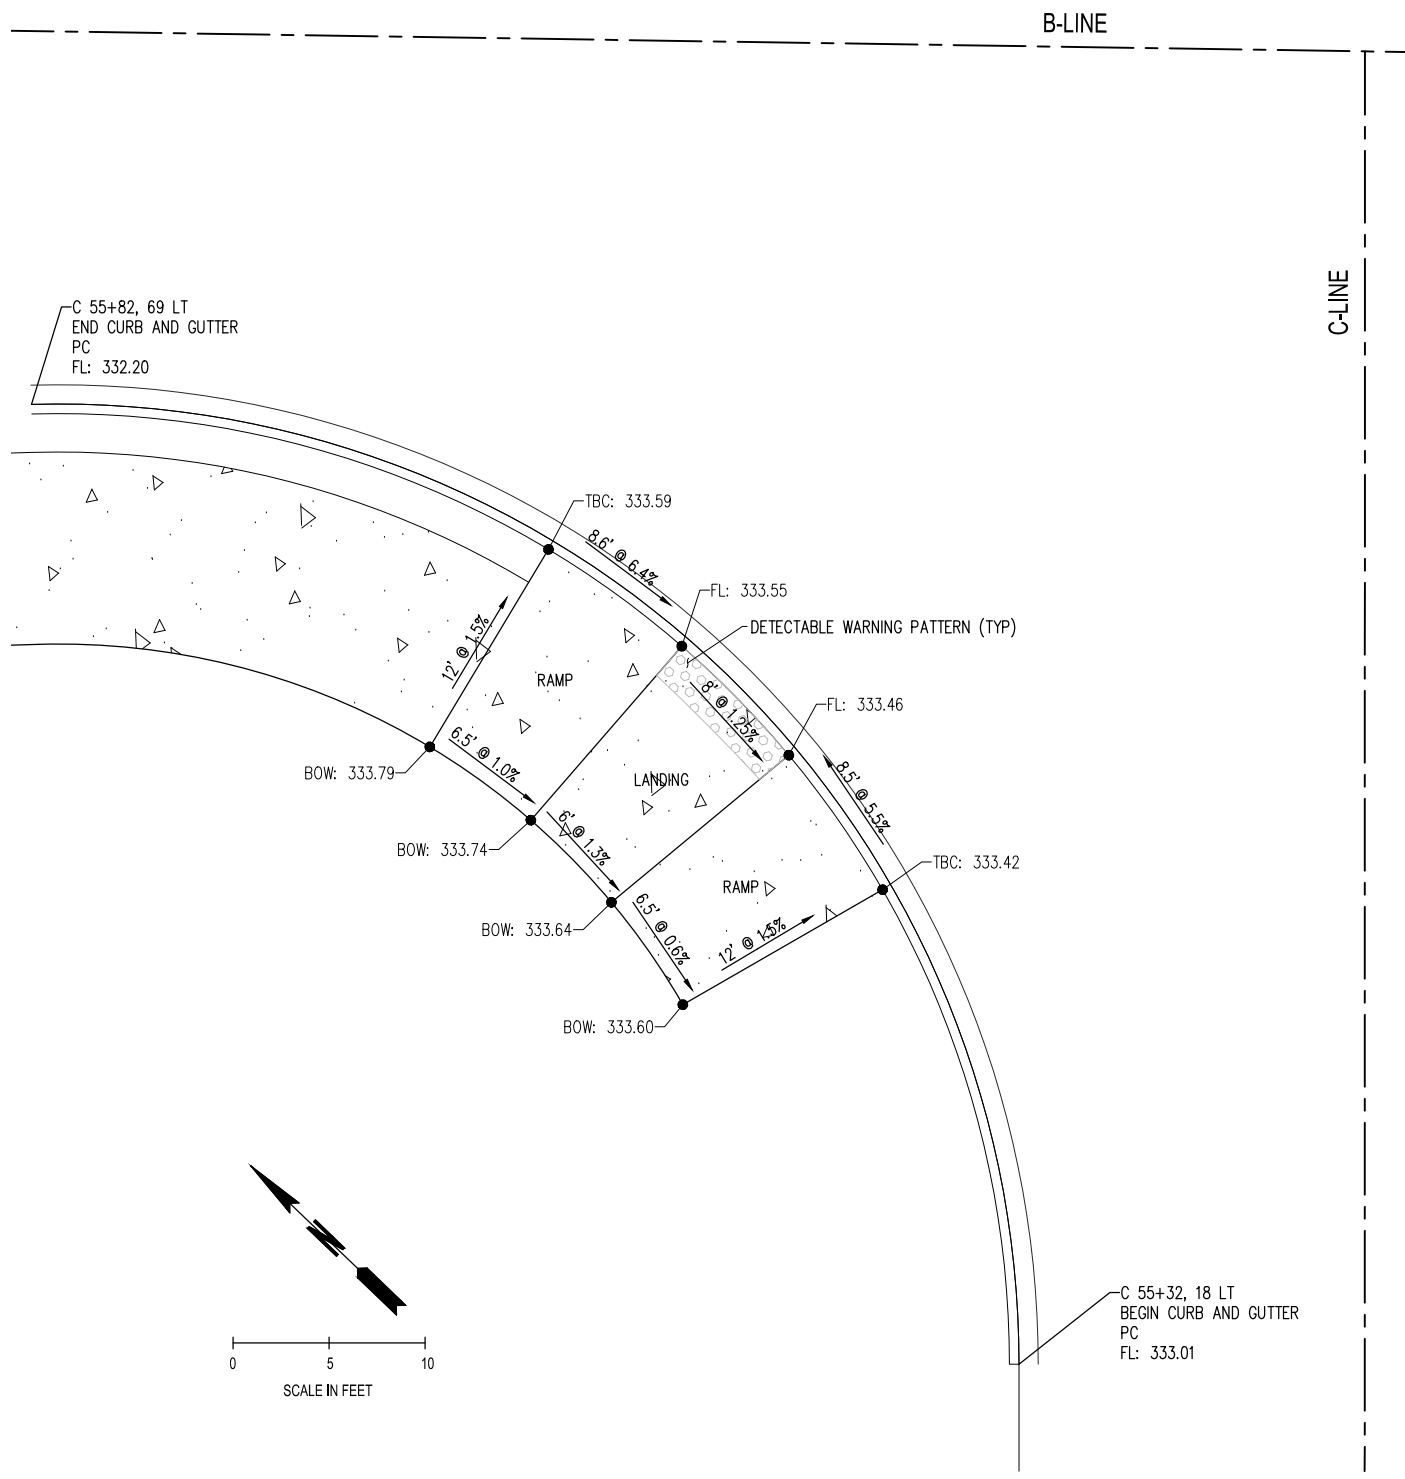 B-LINE
C-LINE
C 55+82, 69 LT
END CURB AND GUTTER
PC
FL: 332.20
TBC: 333.59
8.6' @ 6.4%
FL: 333.55
DETECTABLE WARNING PATTERN (TYP)
12' @ 1.5%
RAMP
8' @ 1.25%
FL: 333.46
6.5' @ 1.0%
BOW: 333.79
LANDING
8.5' @ 5.5%
6' @ 1.3%
BOW: 333.74
TBC: 333.42
RAMP
6.5' @ 0.6%
12' @ 1.5%
BOW: 333.64
BOW: 333.60
N
0 5 10
SCALE IN FEET
C 55+32, 18 LT
BEGIN CURB AND GUTTER
PC
FL: 333.01